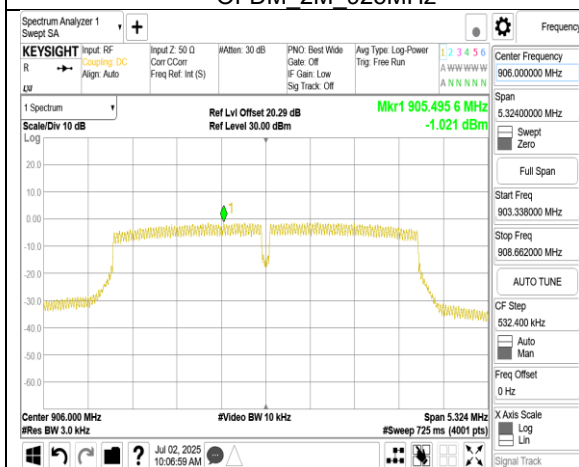 OFDM_2M_925MHz
Spectrum Analyzer 1
Swept SA
Frequency
KEYSIGHT
R
LXI
Input: RF
Coupling: DC
Align: Auto
Input Z: 50 Ω
Corr CCorr
Freq Ref: Int (S)
#Atten: 30 dB
PNO: Best Wide
Gate: Off
IF Gain: Low
Sig Track: Off
Avg Type: Log-Power
Trig: Free Run
1 2 3 4 5 6
A W W W W W
A N N N N N
1 Spectrum
Scale/Div 10 dB
Log
Ref Lvl Offset 20.29 dB
Ref Level 30.00 dBm
Mkr1 905.495 6 MHz
-1.021 dBm
20.0
10.0
0.00
-10.0
-20.0
-30.0
-40.0
-50.0
-60.0
1
Center 906.000 MHz
#Res BW 3.0 kHz
#Video BW 10 kHz
Span 5.324 MHz
#Sweep 725 ms (4001 pts)
Jul 02, 2025
10:06:59 AM
Center Frequency
906.000000 MHz
Span
5.32400000 MHz
Swept
Zero
Full Span
Start Freq
903.338000 MHz
Stop Freq
908.662000 MHz
AUTO TUNE
CF Step
532.400 kHz
Auto
Man
Freq Offset
0 Hz
X Axis Scale
Log
Lin
Signal Track